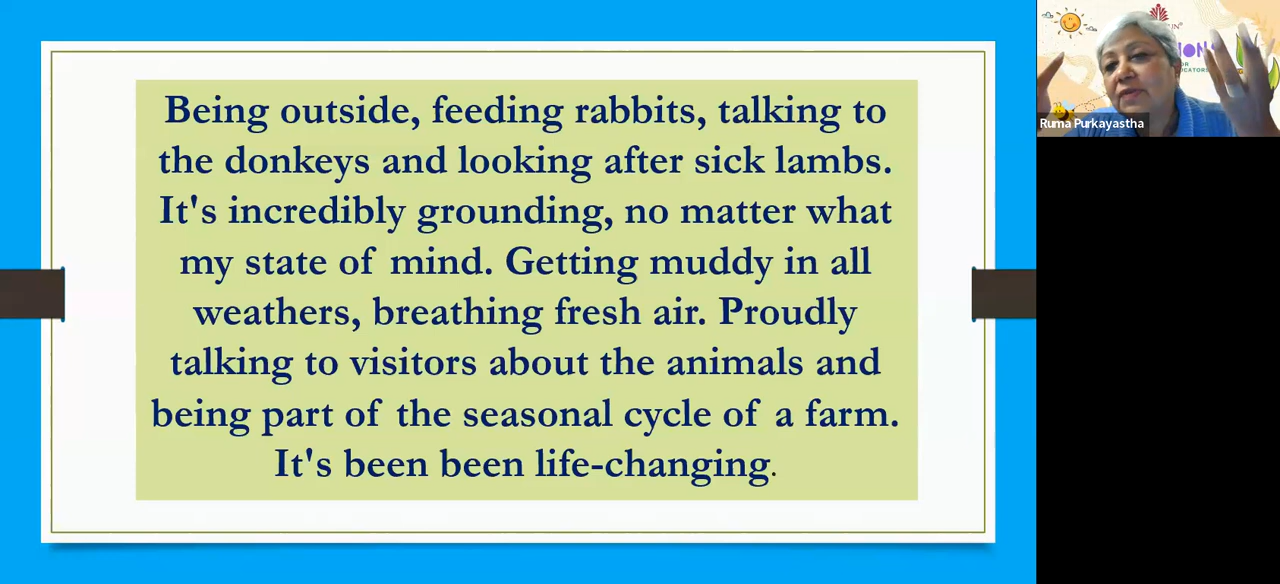 Being outside, feeding rabbits, talking to
the donkeys and looking after sick lambs.
It's incredibly grounding, no matter what
my state of mind. Getting muddy in all
weathers, breathing fresh air. Proudly
talking to visitors about the animals and
being part of the seasonal cycle of a farm.
It's been been life-changing.
Ruma Purkayastha